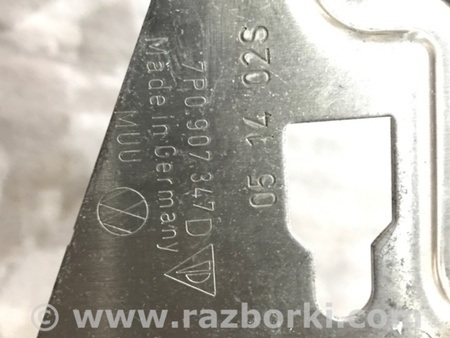 7P0.907.347D
Made in Germany
MUU
05 14 02S
© - www.razborki.com